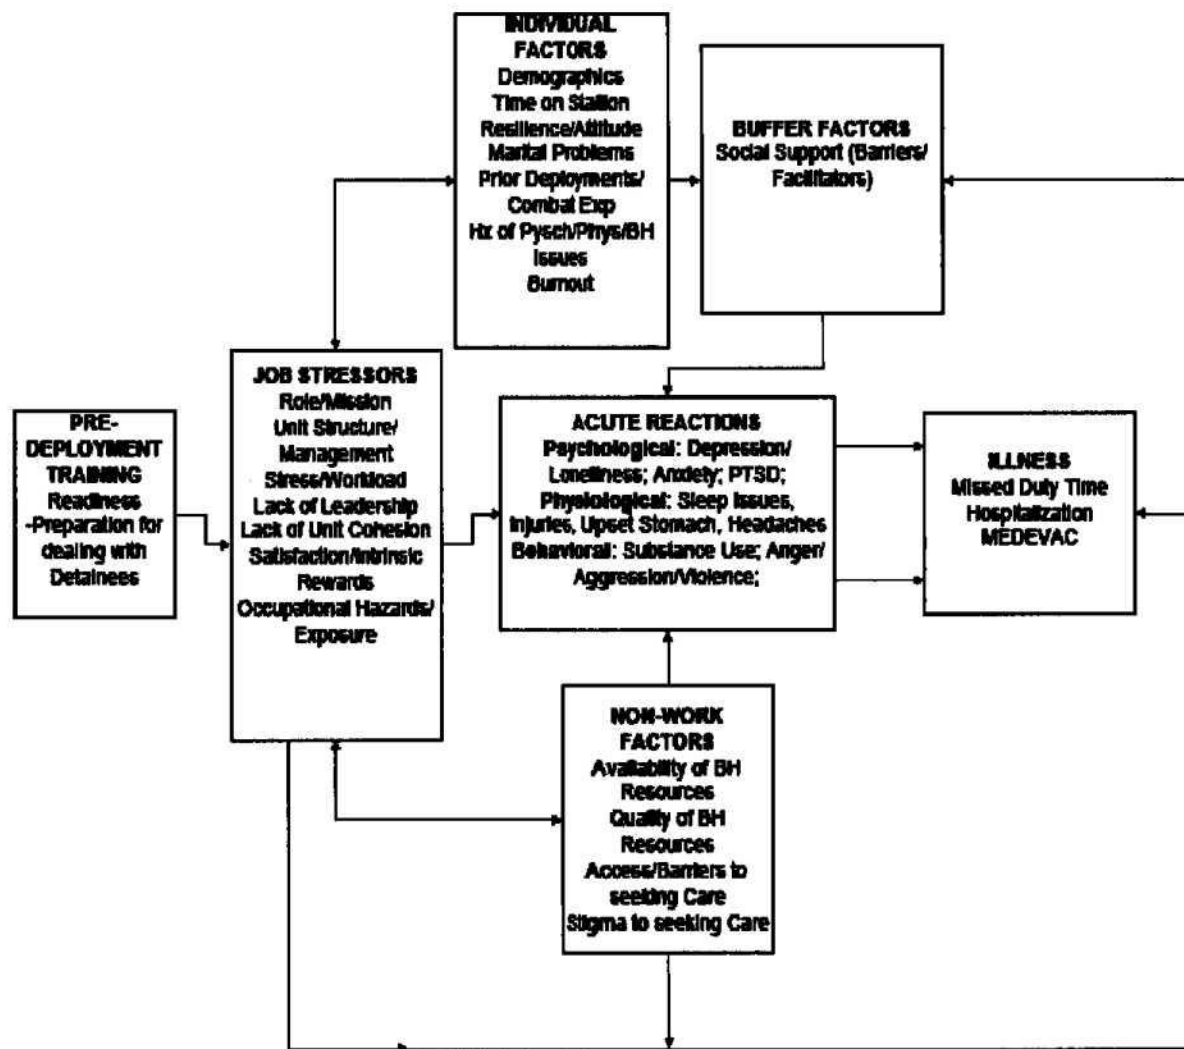 INDIVIDUAL
FACTORS
Demographics
Time on Station
Resilience/Attitude
Marital Problems
Prior Deployments/
Combat Exp
Hx of Pysch/Phys/BH
Issues
Burnout
BUFFER FACTORS
Social Support (Barriers/
Facilitators)
PRE-
DEPLOYMENT
TRAINING
Readiness
-Preparation for
dealing with
Detainees
JOB STRESSORS
Role/Mission
Unit Structure/
Management
Stress/Workload
Lack of Leadership
Lack of Unit Cohesion
Satisfaction/Intrinsic
Rewards
Occupational Hazards/
Exposure
ACUTE REACTIONS
Psychological: Depression/
Loneliness; Anxiety; PTSD;
Physiological: Sleep Issues,
Injuries, Upset Stomach, Headaches
Behavioral: Substance Use; Anger/
Aggression/Violence;
ILLNESS
Missed Duty Time
Hospitalization
MEDEVAC
NON-WORK
FACTORS
Availability of BH
Resources
Quality of BH
Resources
Access/Barriers to
seeking Care
Stigma to seeking Care